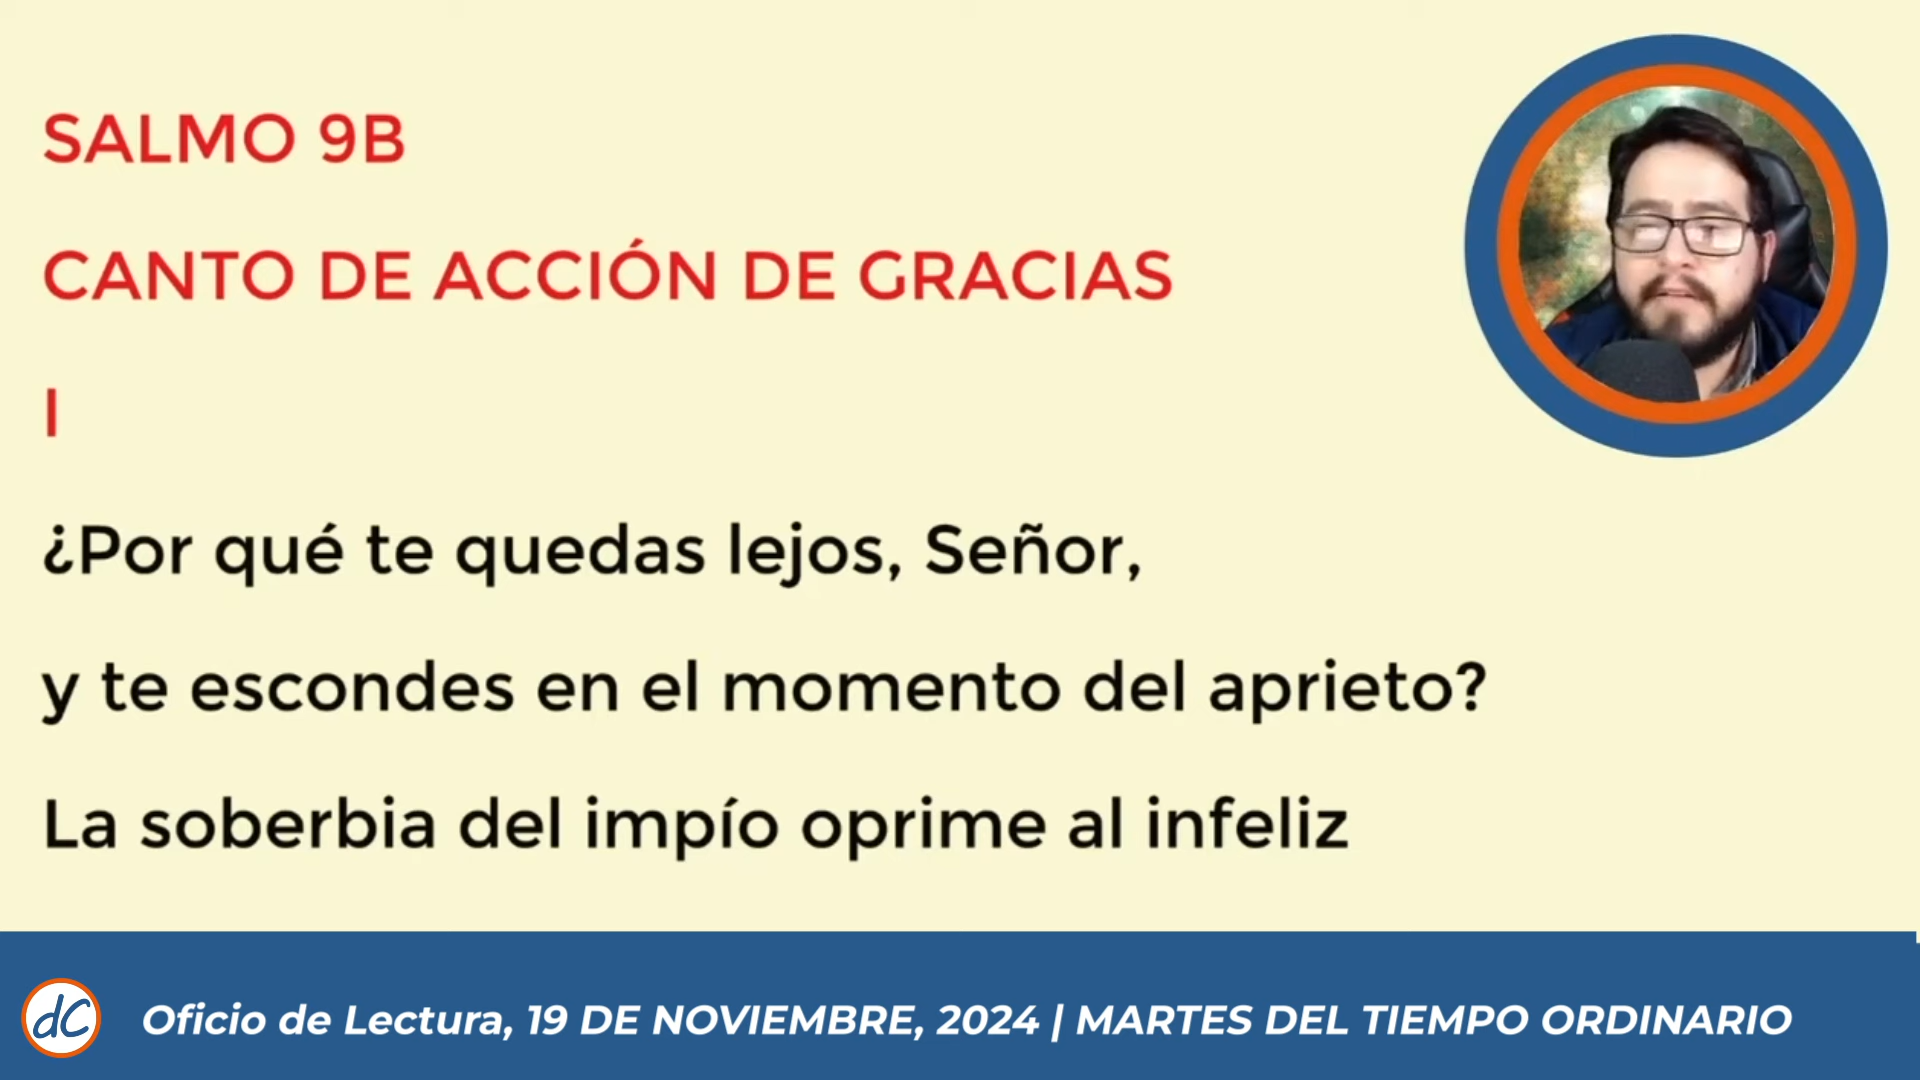 SALMO 9B
CANTO DE ACCIÓN DE GRACIAS
I
¿Por qué te quedas lejos, Señor,
y te escondes en el momento del aprieto?
La soberbia del impío oprime al infeliz
dC
Oficio de Lectura, 19 DE NOVIEMBRE, 2024 | MARTES DEL TIEMPO ORDINARIO